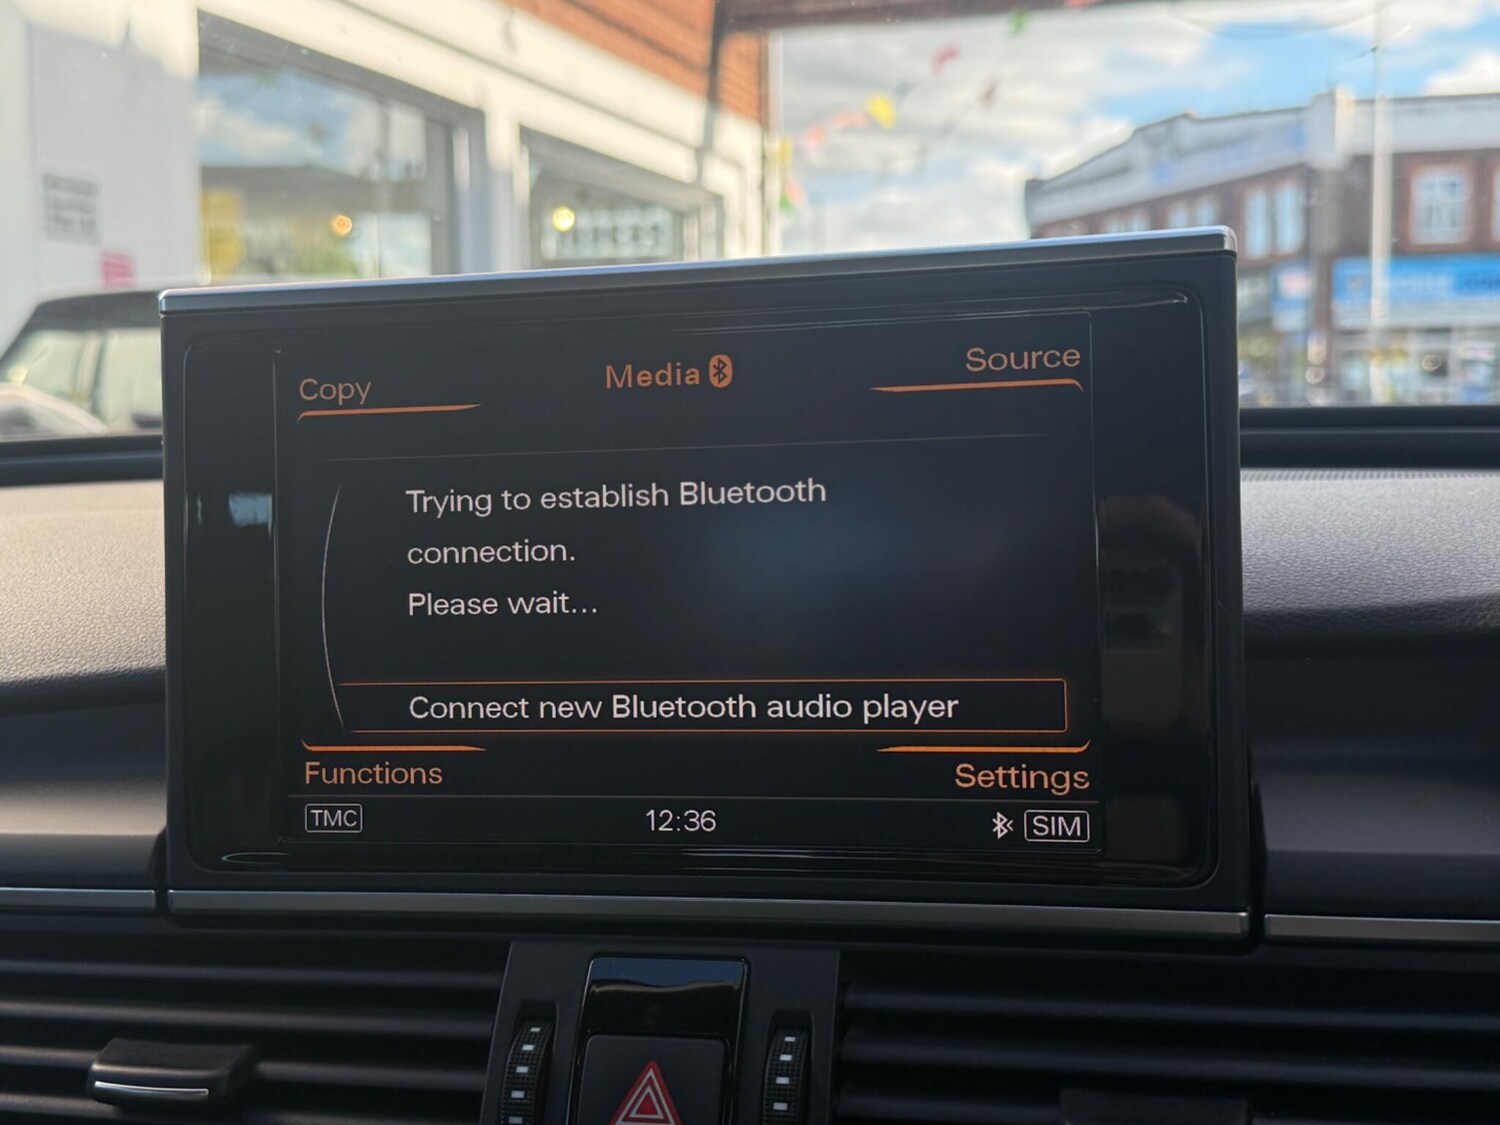 Copy
Media
Source
Trying to establish Bluetooth
connection.
Please wait...
Connect new Bluetooth audio player
Functions
Settings
TMC
12:36
SIM